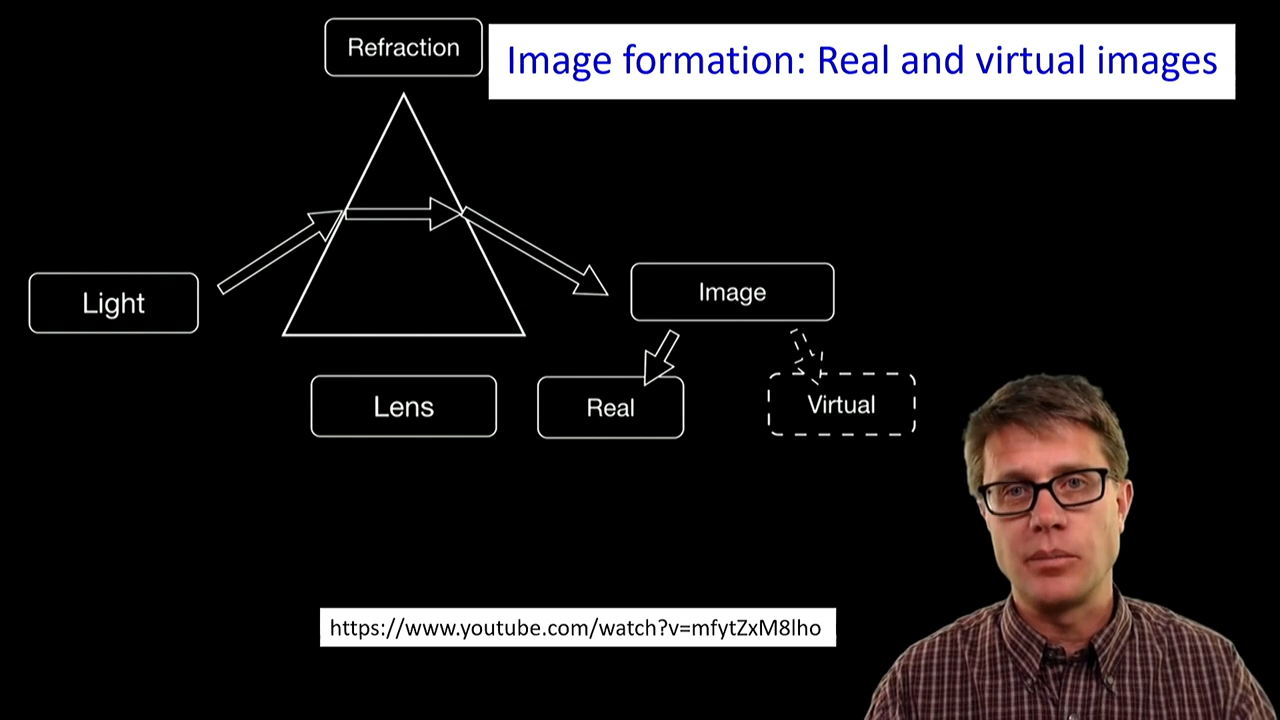 Refraction
Image formation: Real and virtual images
Light
Image
Lens
Real
Virtual
https://www.youtube.com/watch?v=mfytZxM8lho